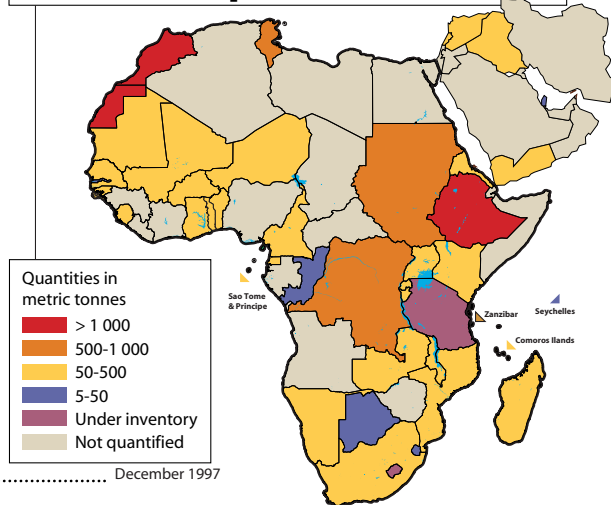 Quantities in
metric tonnes
> 1 000
500-1 000
50-500
5-50
Under inventory
Not quantified
Sao Tome
& Principe
Zanzibar
Seychelles
Comoros Ilands
December 1997